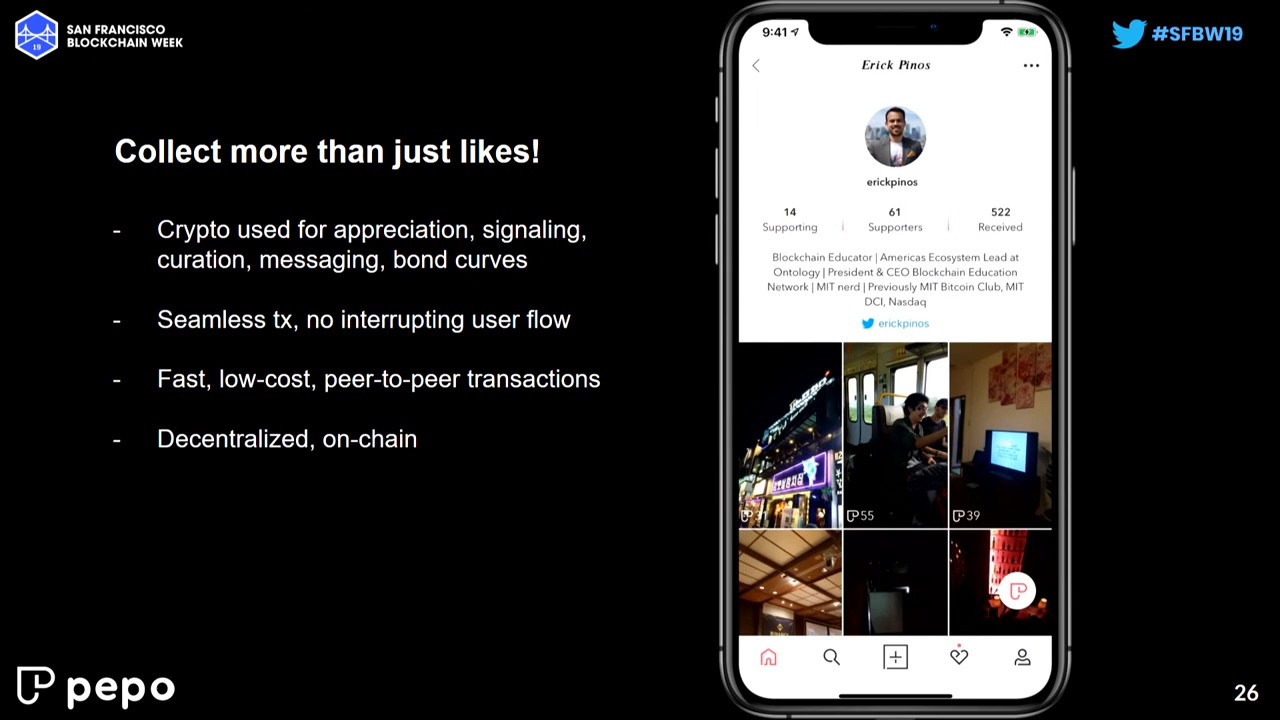 SAN FRANCISCO
BLOCKCHAIN WEEK
19
#SFBW19
Collect more than just likes!
- Crypto used for appreciation, signaling,
curation, messaging, bond curves
- Seamless tx, no interrupting user flow
- Fast, low-cost, peer-to-peer transactions
- Decentralized, on-chain
pepo
26
9:41
Erick Pinos
erickpinos
14 61 522
Supporting Supporters Received
Blockchain Educator | Americas Ecosystem Lead at
Ontology | President & CEO Blockchain Education
Network | MIT nerd | Previously MIT Bitcoin Club, MIT
DCI, Nasdaq
erickpinos
31 55 39